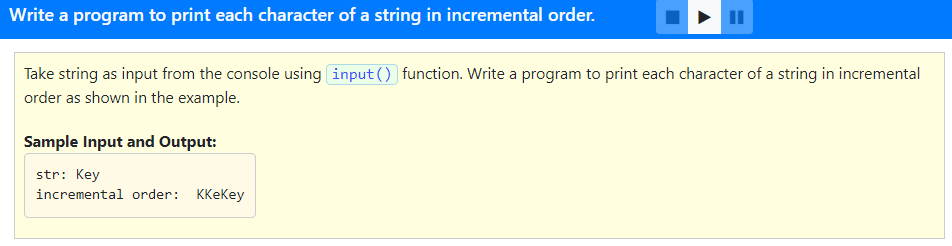 Write a program to print each character of a string in incremental order.
Take string as input from the console using input() function. Write a program to print each character of a string in incremental
order as shown in the example.
Sample Input and Output:
str: Key
incremental order:  KKeKey